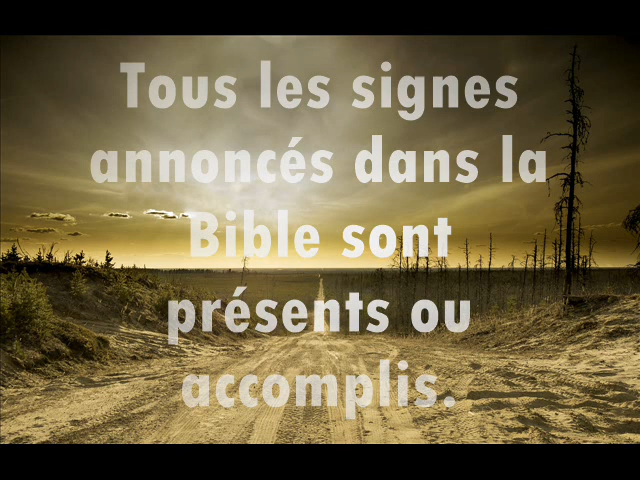 Tous les signes
annoncés dans la
Bible sont
présents ou
accomplis.